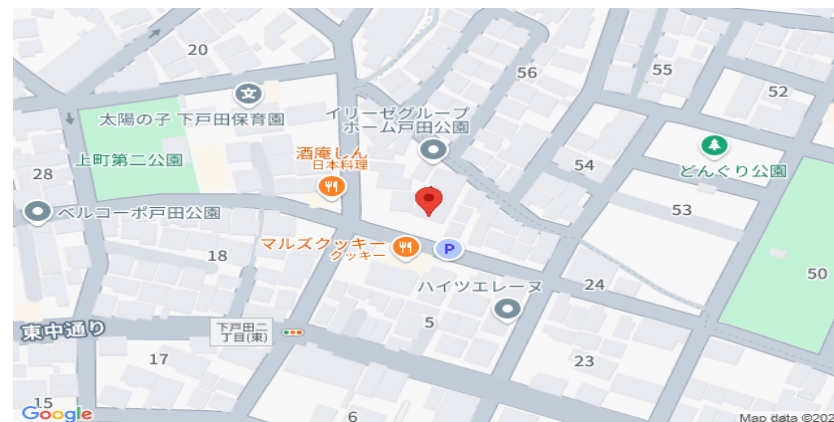 20
56
55
52
文
太陽の子 下戸田保育園
イリーゼグループ
ホーム戸田公園
上町第二公園
酒庵しん
日本料理
54
どんぐり公園
28
ベルコーポ戸田公園
53
マルズクッキー
クッキー
P
18
24
50
ハイツエレーヌ
東中通り
下戸田二
丁目(東)
5
17
23
15
6
Google
Map data ©202